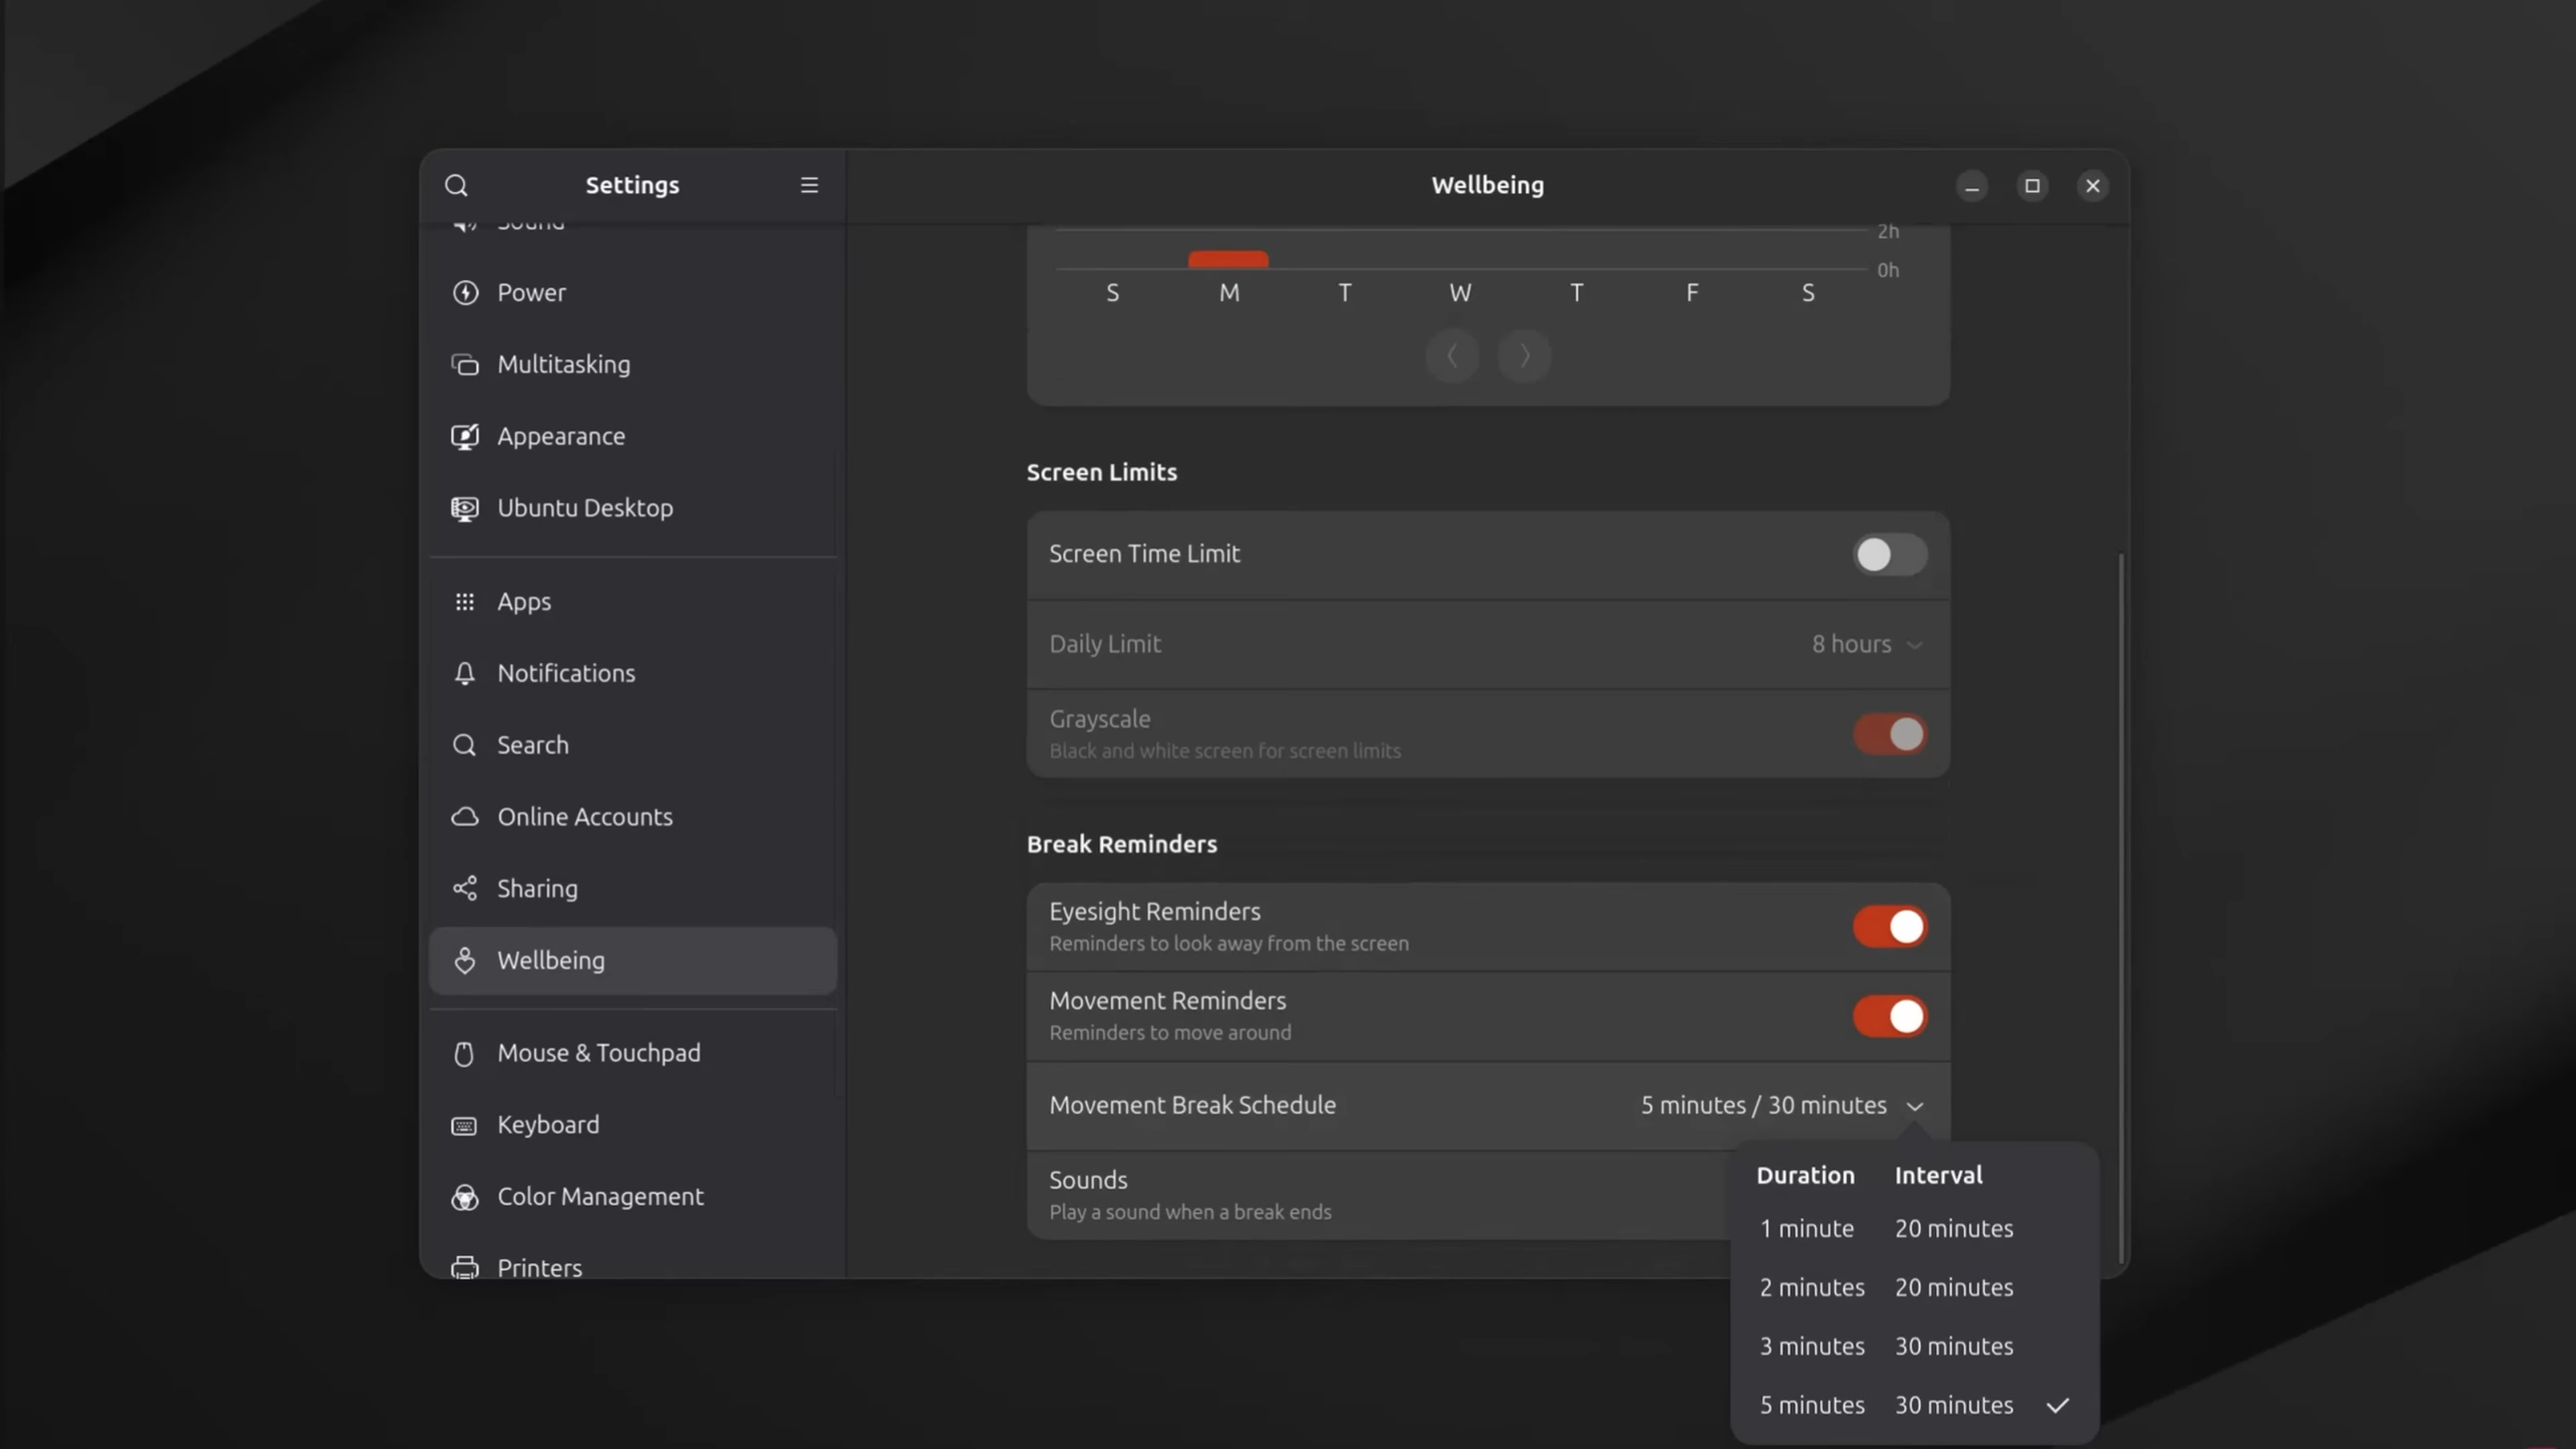 Settings
Wellbeing
Sound
Power
Multitasking
Appearance
Ubuntu Desktop
Apps
Notifications
Search
Online Accounts
Sharing
Wellbeing
Mouse & Touchpad
Keyboard
Color Management
Printers
2h
0h
S M T W T F S
Screen Limits
Screen Time Limit
Daily Limit 8 hours
Grayscale
Black and white screen for screen limits
Break Reminders
Eyesight Reminders
Reminders to look away from the screen
Movement Reminders
Reminders to move around
Movement Break Schedule 5 minutes / 30 minutes
Sounds
Play a sound when a break ends
Duration Interval
1 minute 20 minutes
2 minutes 20 minutes
3 minutes 30 minutes
5 minutes 30 minutes